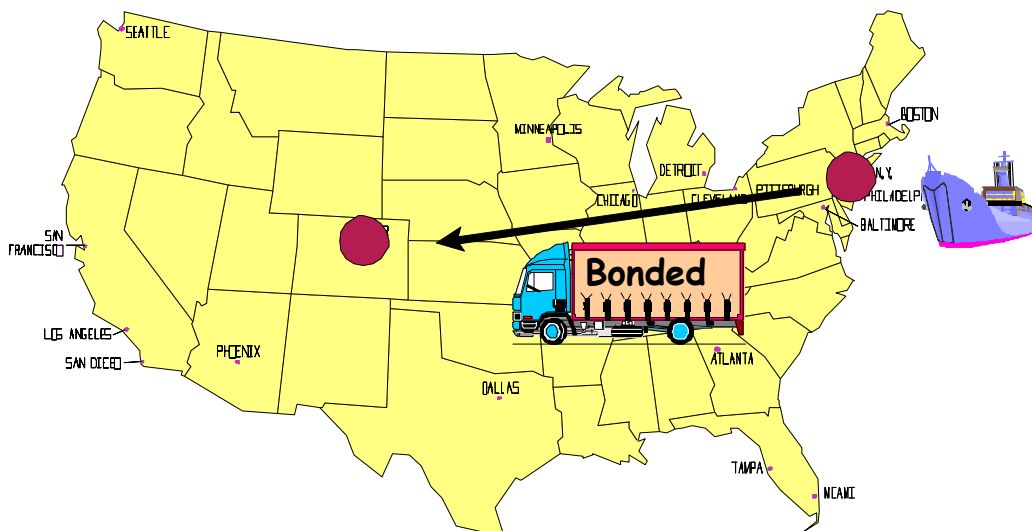 SEATTLE
BOSTON
MINNEAPOLIS
DETROIT
N.Y.
PITTSBURGH
CHICAGO
CLEVELAND
PHILADELP
BALTIMORE
SAN
FRANCISCO
Bonded
LOS ANGELES
SAN DIEGO
PHOENIX
ATLANTA
DALLAS
TAMPA
MIAMI